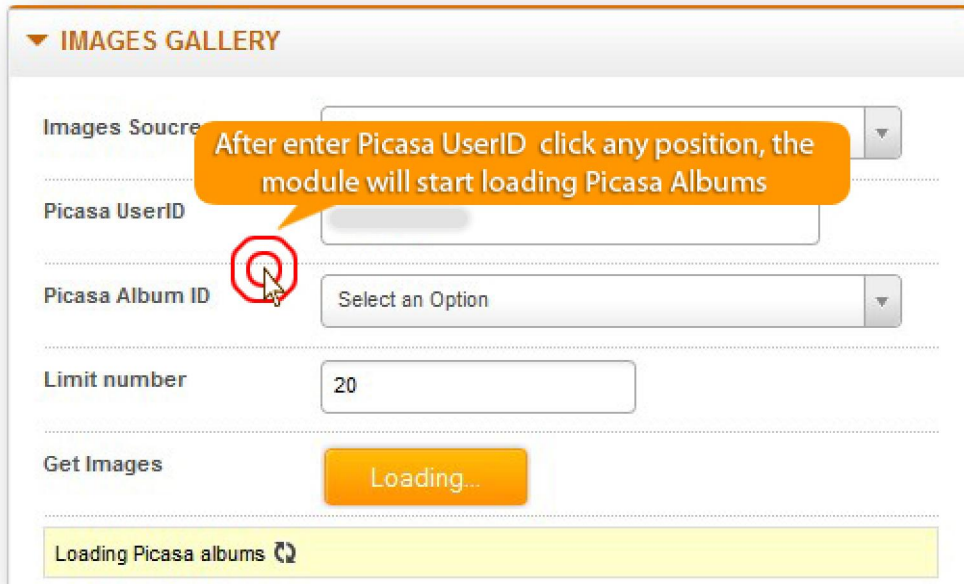 IMAGES GALLERY
Images Soucre
After enter Picasa UserID click any position, the
module will start loading Picasa Albums
Picasa UserID
Picasa Album ID
Select an Option
Limit number
20
Get Images
Loading...
Loading Picasa albums